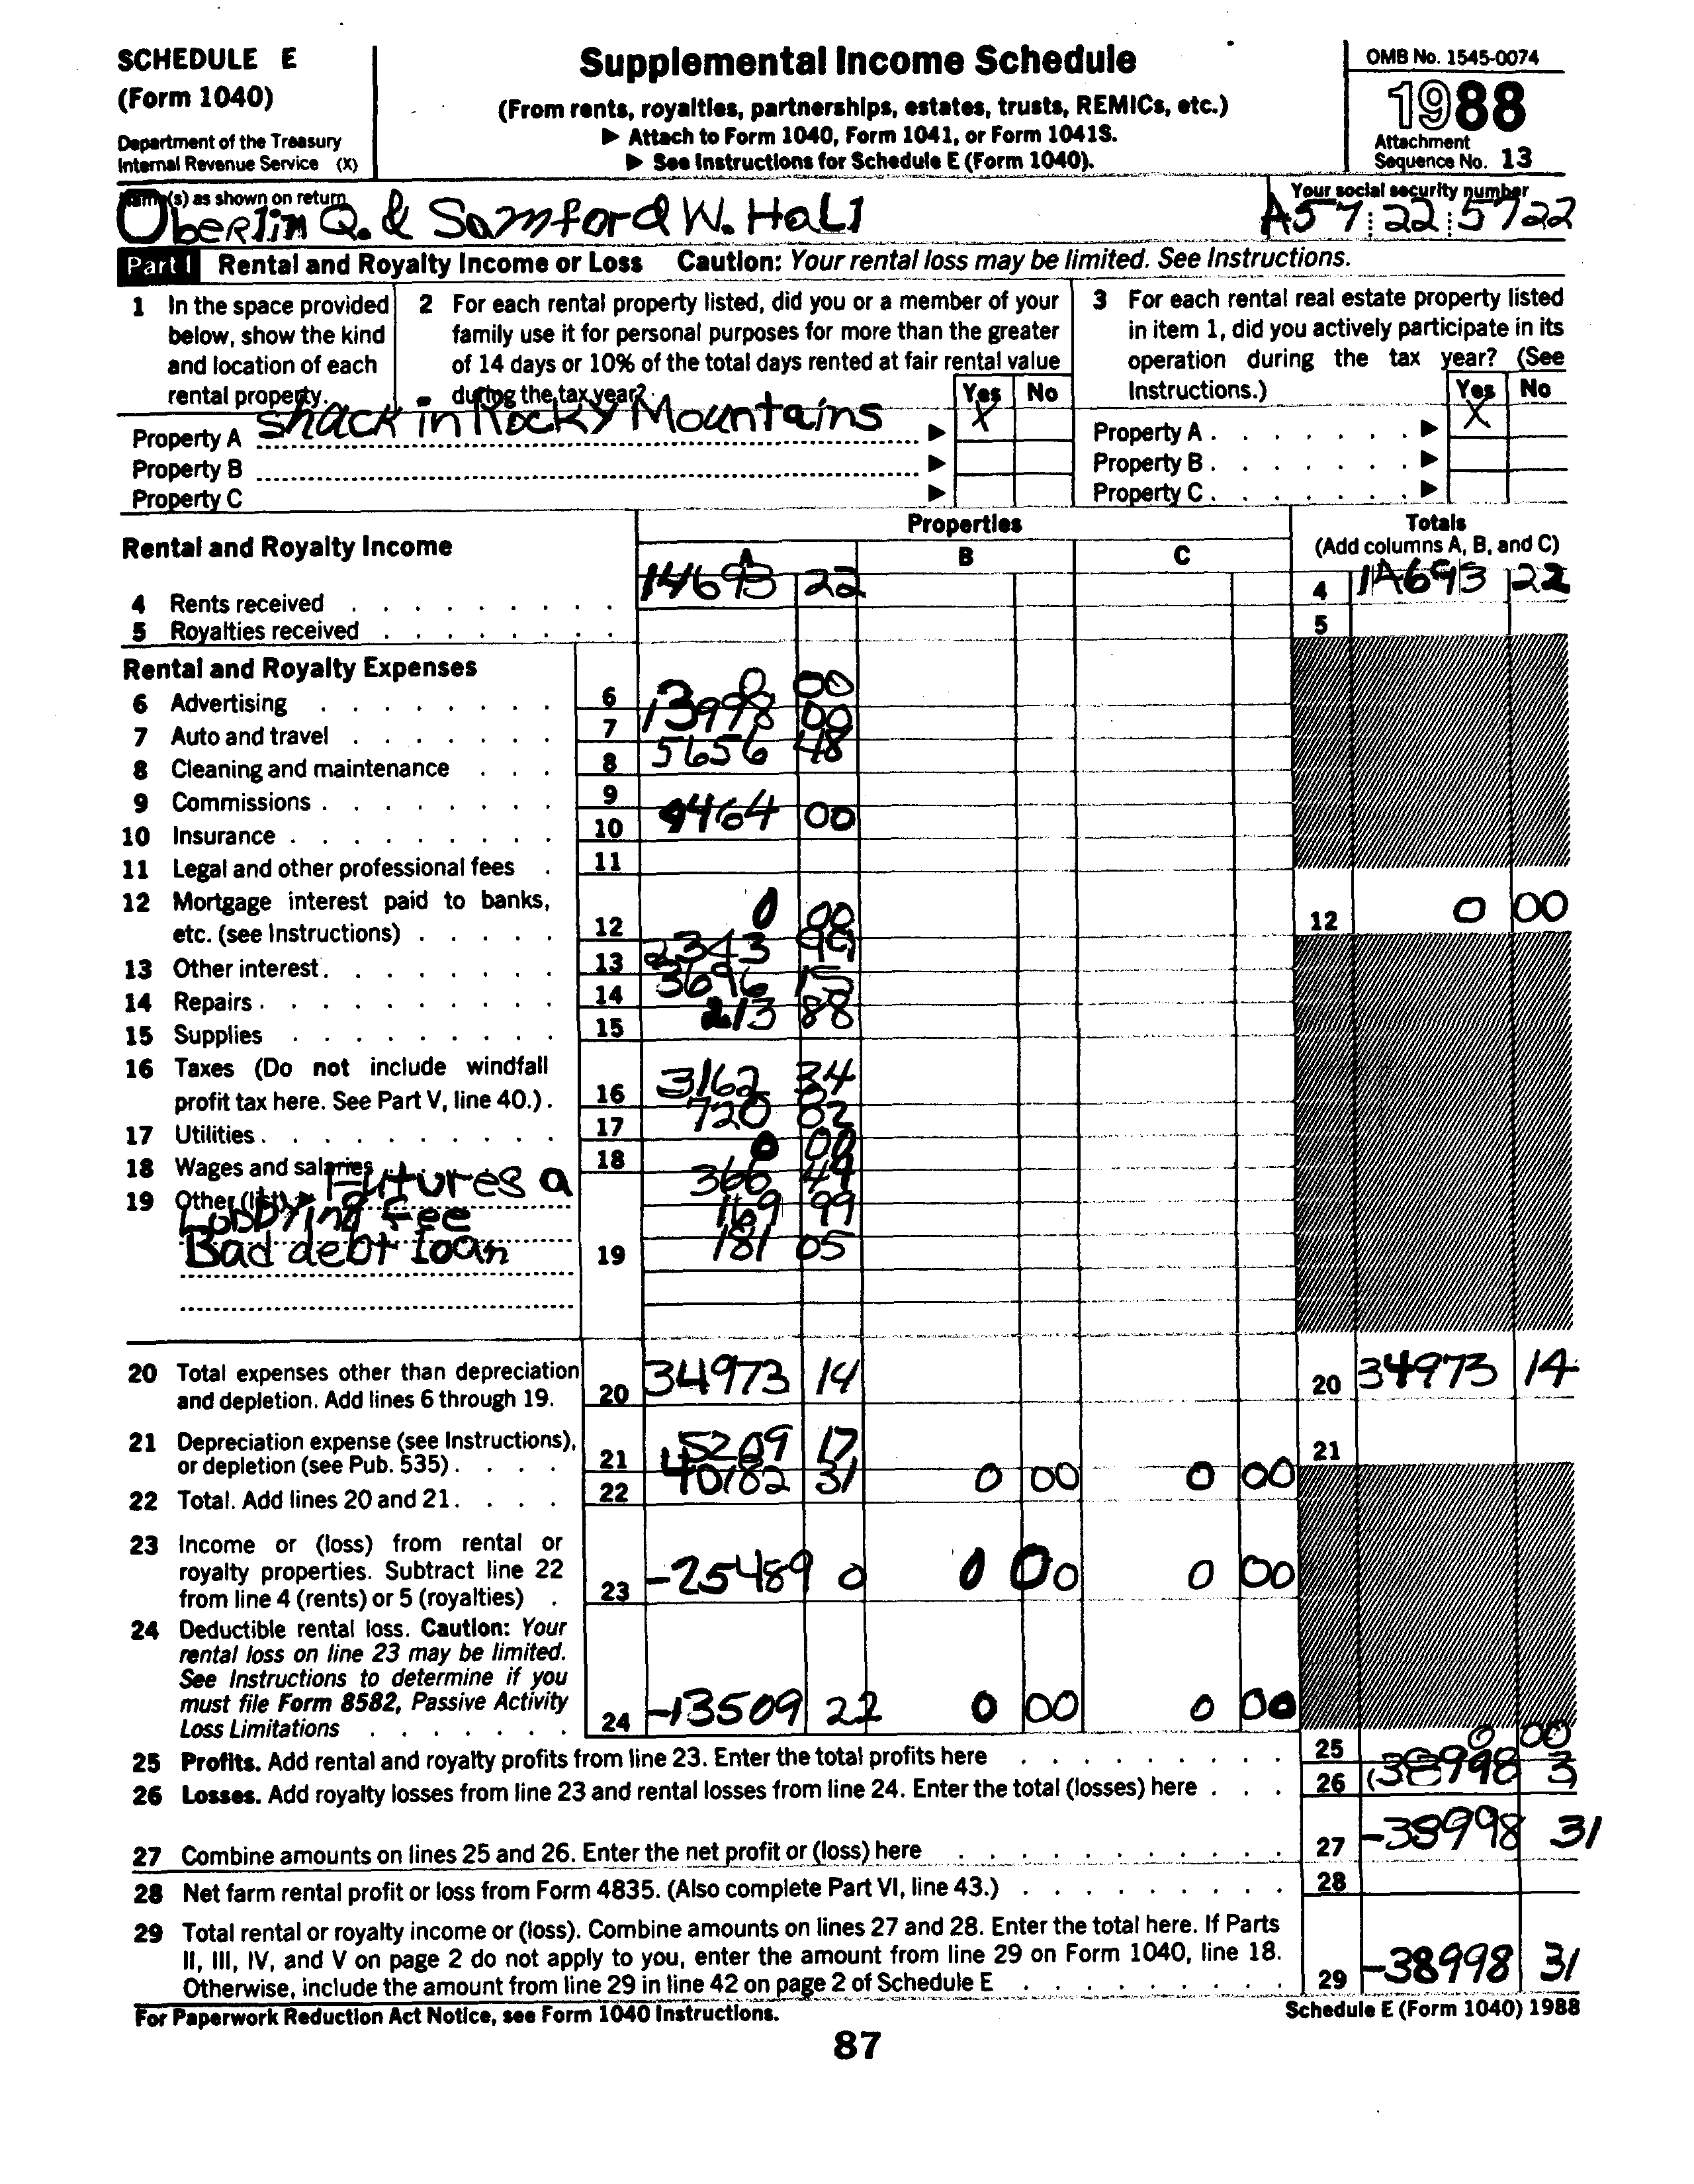 SCHEDULE E
(Form 1040)
Department of the Treasury
Internal Revenue Service (X)
Supplemental Income Schedule
(From rents, royalties, partnerships, estates, trusts, REMICs, etc.)
▶ Attach to Form 1040, Form 1041, or Form 1041S.
▶ See Instructions for Schedule E (Form 1040).
OMB No. 1545-0074
1988
Attachment
Sequence No. 13
Name(s) as shown on return
Oberlin Q. & Samford W. Hall
Your social security number
A57 22 5722
Part I Rental and Royalty Income or Loss Caution: Your rental loss may be limited. See Instructions.
1 In the space provided below, show the kind and location of each rental property.
2 For each rental property listed, did you or a member of your family use it for personal purposes for more than the greater of 14 days or 10% of the total days rented at fair rental value during the tax year?
Yes No
3 For each rental real estate property listed in item 1, did you actively participate in its operation during the tax year? (See Instructions.)
Yes No
Property A shack in Rocky Mountains ▶ X
Property A ▶ X
Property B ▶
Property B ▶
Property C ▶
Property C ▶
Rental and Royalty Income
Properties
A B C
Totals
(Add columns A, B, and C)
4 Rents received 14693 22 4 14693 22
5 Royalties received 5
Rental and Royalty Expenses
6 Advertising 6 0 00
7 Auto and travel 7 13998 00
8 Cleaning and maintenance 8 5656 48
9 Commissions 9
10 Insurance 10 4464 00
11 Legal and other professional fees 11
12 Mortgage interest paid to banks, etc. (see Instructions) 12 0 00 12 0 00
13 Other interest 13 2343 99
14 Repairs 14 3696 15
15 Supplies 15 213 88
16 Taxes (Do not include windfall profit tax here. See Part V, line 40.) 16 3162 34
17 Utilities 17 720 82
18 Wages and salaries 18 0 00
19 Other (list) ▶ Futures a 366 49
Lobbying fee 169 99
Bad debt loan 19 181 05
20 Total expenses other than depreciation and depletion. Add lines 6 through 19. 20 34973 14 20 34973 14
21 Depreciation expense (see Instructions), or depletion (see Pub. 535) 21 5209 17 21
22 Total. Add lines 20 and 21. 22 40182 31 0 00 0 00
23 Income or (loss) from rental or royalty properties. Subtract line 22 from line 4 (rents) or 5 (royalties) 23 -25489 0 0 00 0 00
24 Deductible rental loss. Caution: Your rental loss on line 23 may be limited. See Instructions to determine if you must file Form 8582, Passive Activity Loss Limitations 24 -13509 22 0 00 0 00
25 Profits. Add rental and royalty profits from line 23. Enter the total profits here 25 0 00
26 Losses. Add royalty losses from line 23 and rental losses from line 24. Enter the total (losses) here 26 (38998 3)
27 Combine amounts on lines 25 and 26. Enter the net profit or (loss) here 27 -38998 31
28 Net farm rental profit or loss from Form 4835. (Also complete Part VI, line 43.) 28
29 Total rental or royalty income or (loss). Combine amounts on lines 27 and 28. Enter the total here. If Parts II, III, IV, and V on page 2 do not apply to you, enter the amount from line 29 on Form 1040, line 18. Otherwise, include the amount from line 29 in line 42 on page 2 of Schedule E 29 -38998 31
For Paperwork Reduction Act Notice, see Form 1040 Instructions.
Schedule E (Form 1040) 1988
87